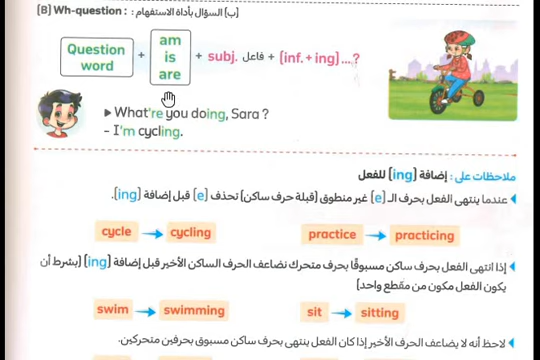 (B) Wh-question : السؤال بأداة الاستفهام : (ب)
Question word + am is are + subj. فاعل + (inf. + ing) ...?
▶ What're you doing, Sara ?
- I'm cycling.
ملاحظات على : إضافة (ing) للفعل
عندما ينتهى الفعل بحرف الـ (e) غير منطوق (قبلة حرف ساكن) تحذف (e) قبل إضافة (ing).
cycle → cycling practice → practicing
إذا انتهى الفعل بحرف ساكن مسبوقًا بحرف متحرك نضاعف الحرف الساكن الأخير قبل إضافة (ing) (بشرط أن
يكون الفعل مكون من مقطع واحد)
swim → swimming sit → sitting
لاحظ أنه لا يضاعف الحرف الأخير إذا كان الفعل ينتهى بحرف ساكن مسبوق بحرفين متحركين.